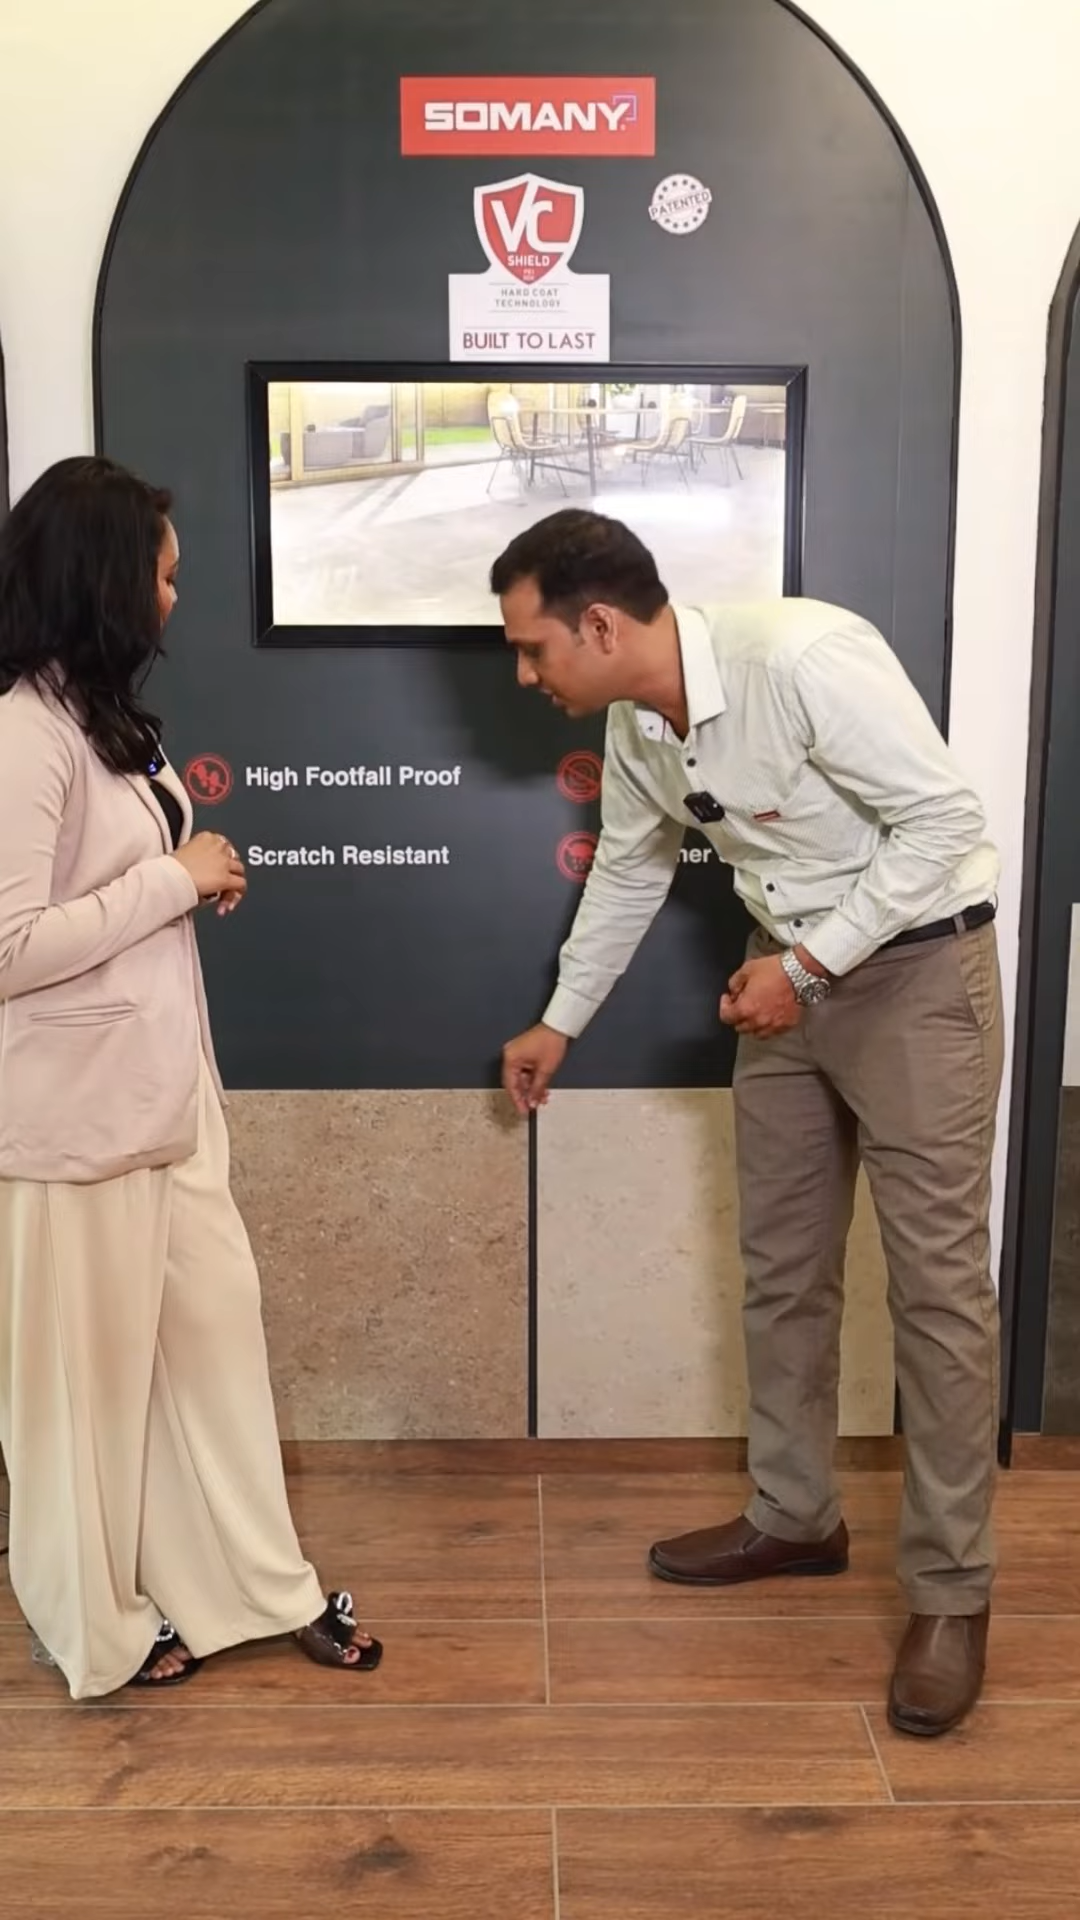 SOMANY
PATENTED
VC
SHIELD
HARD COAT
TECHNOLOGY
BUILT TO LAST
High Footfall Proof
Scratch Resistant